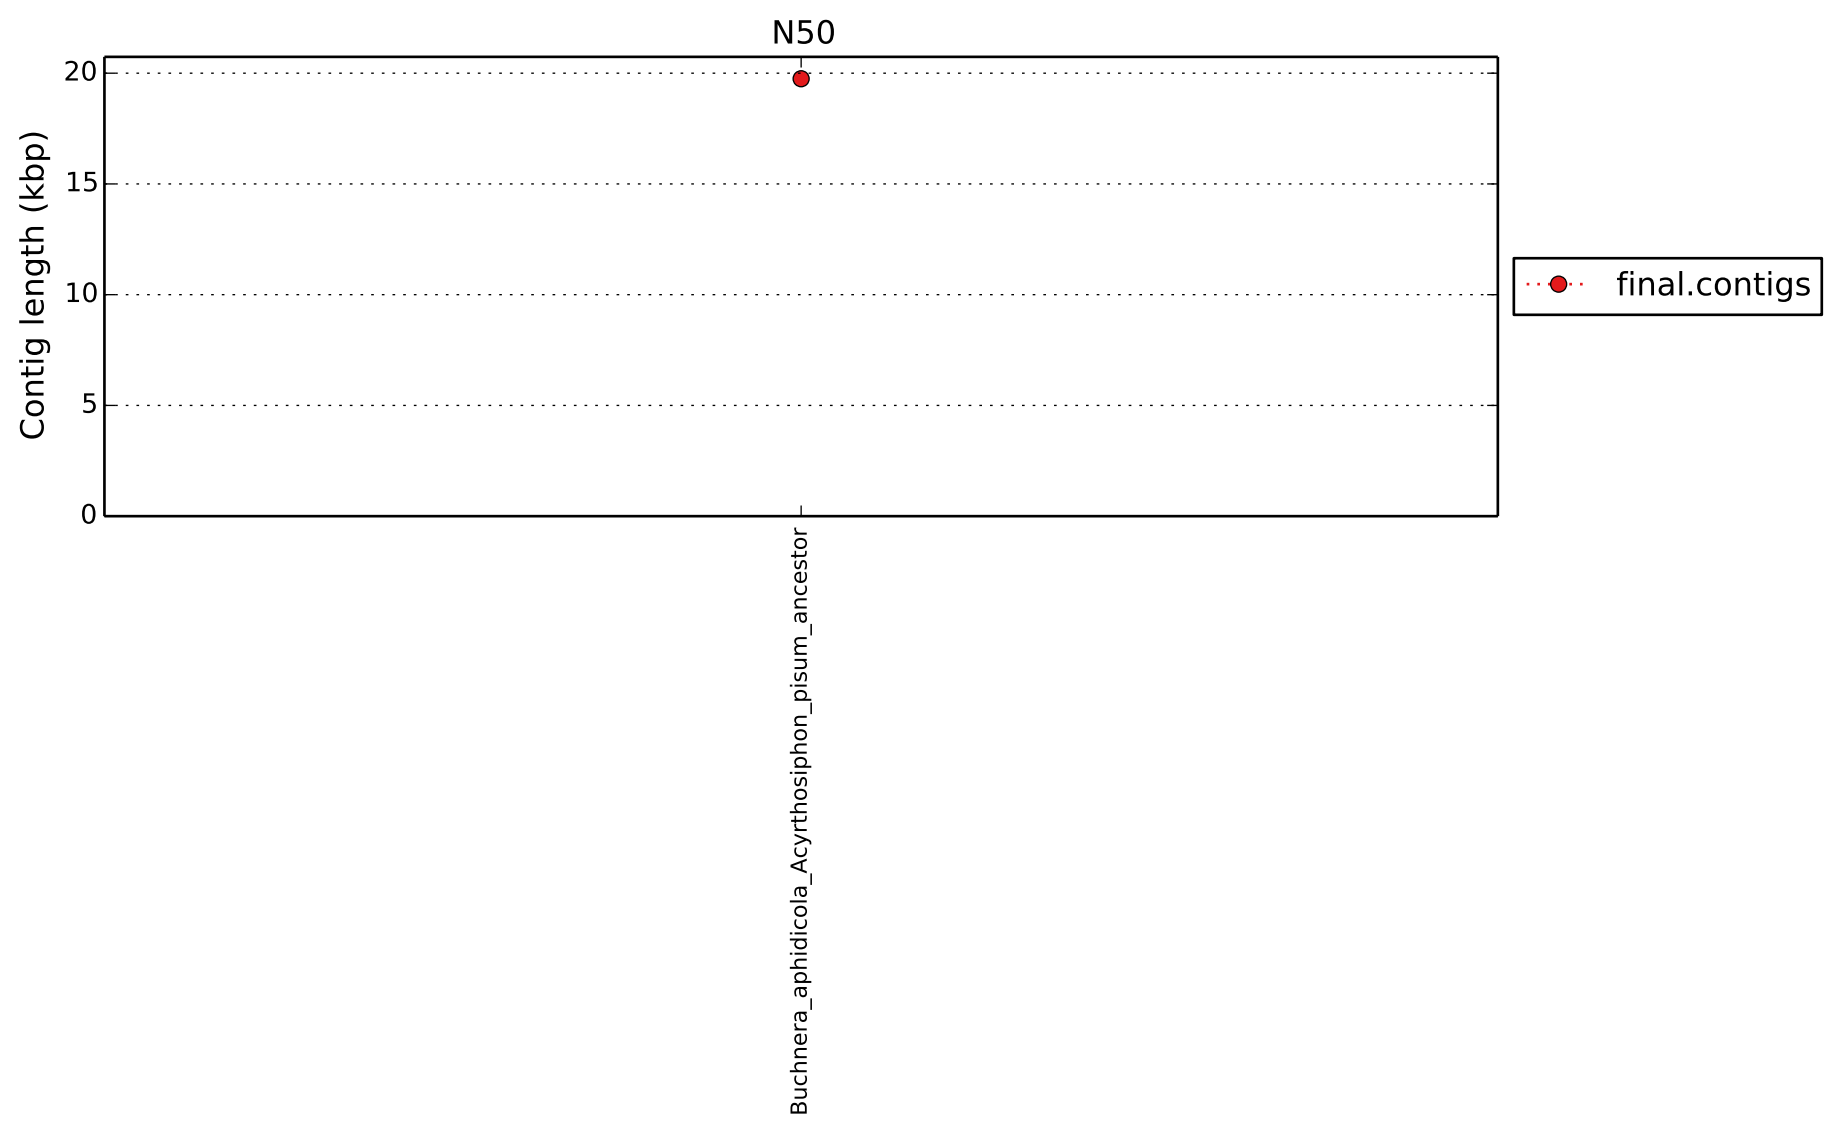 N50
Contig length (kbp)
20
15
10
5
0
final.contigs
Buchnera_aphidicola_Acyrthosiphon_pisum_ancestor